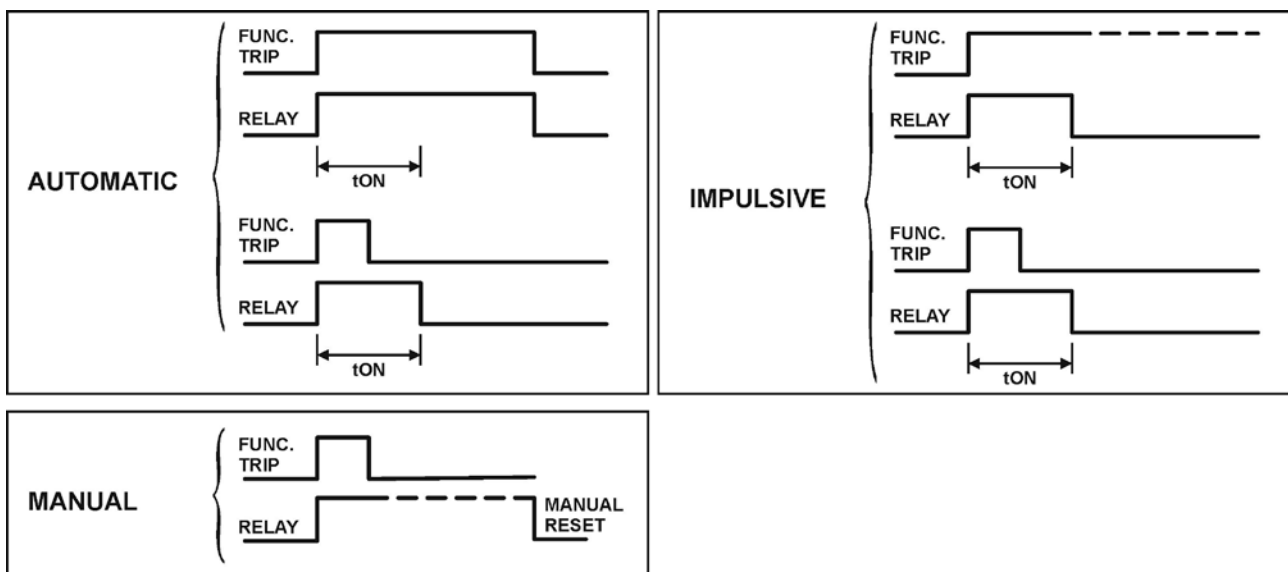 AUTOMATIC
FUNC.
TRIP
RELAY
tON
FUNC.
TRIP
RELAY
tON
IMPULSIVE
FUNC.
TRIP
RELAY
tON
FUNC.
TRIP
RELAY
tON
MANUAL
FUNC.
TRIP
RELAY
MANUAL
RESET